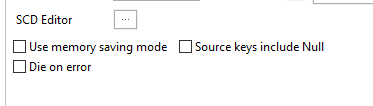 SCD Editor ...
Use memory saving mode Source keys include Null
Die on error